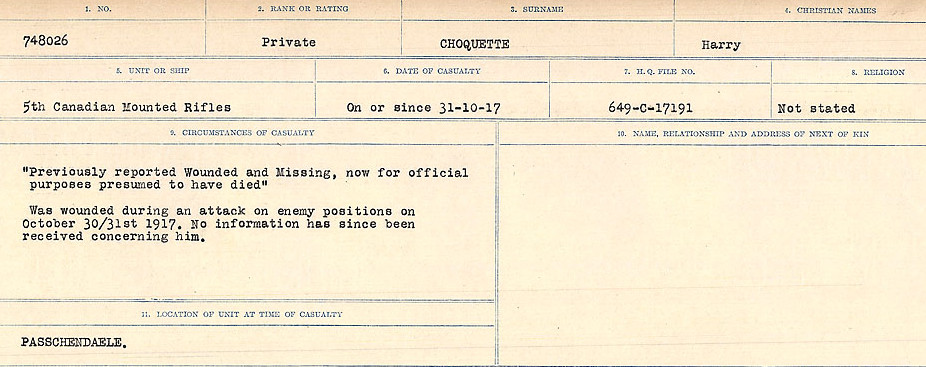 1. NO. 2. RANK OR RATING 3. SURNAME 4. CHRISTIAN NAMES
748026 Private CHOQUETTE Harry
5. UNIT OR SHIP 6. DATE OF CASUALTY 7. H. Q. FILE NO. 8. RELIGION
5th Canadian Mounted Rifles On or since 31-10-17 649-C-17191 Not stated
9. CIRCUMSTANCES OF CASUALTY
"Previously reported Wounded and Missing, now for official
purposes presumed to have died"
Was wounded during an attack on enemy positions on
October 30/31st 1917. No information has since been
received concerning him.
10. NAME, RELATIONSHIP AND ADDRESS OF NEXT OF KIN
11. LOCATION OF UNIT AT TIME OF CASUALTY
PASSCHENDAELE.